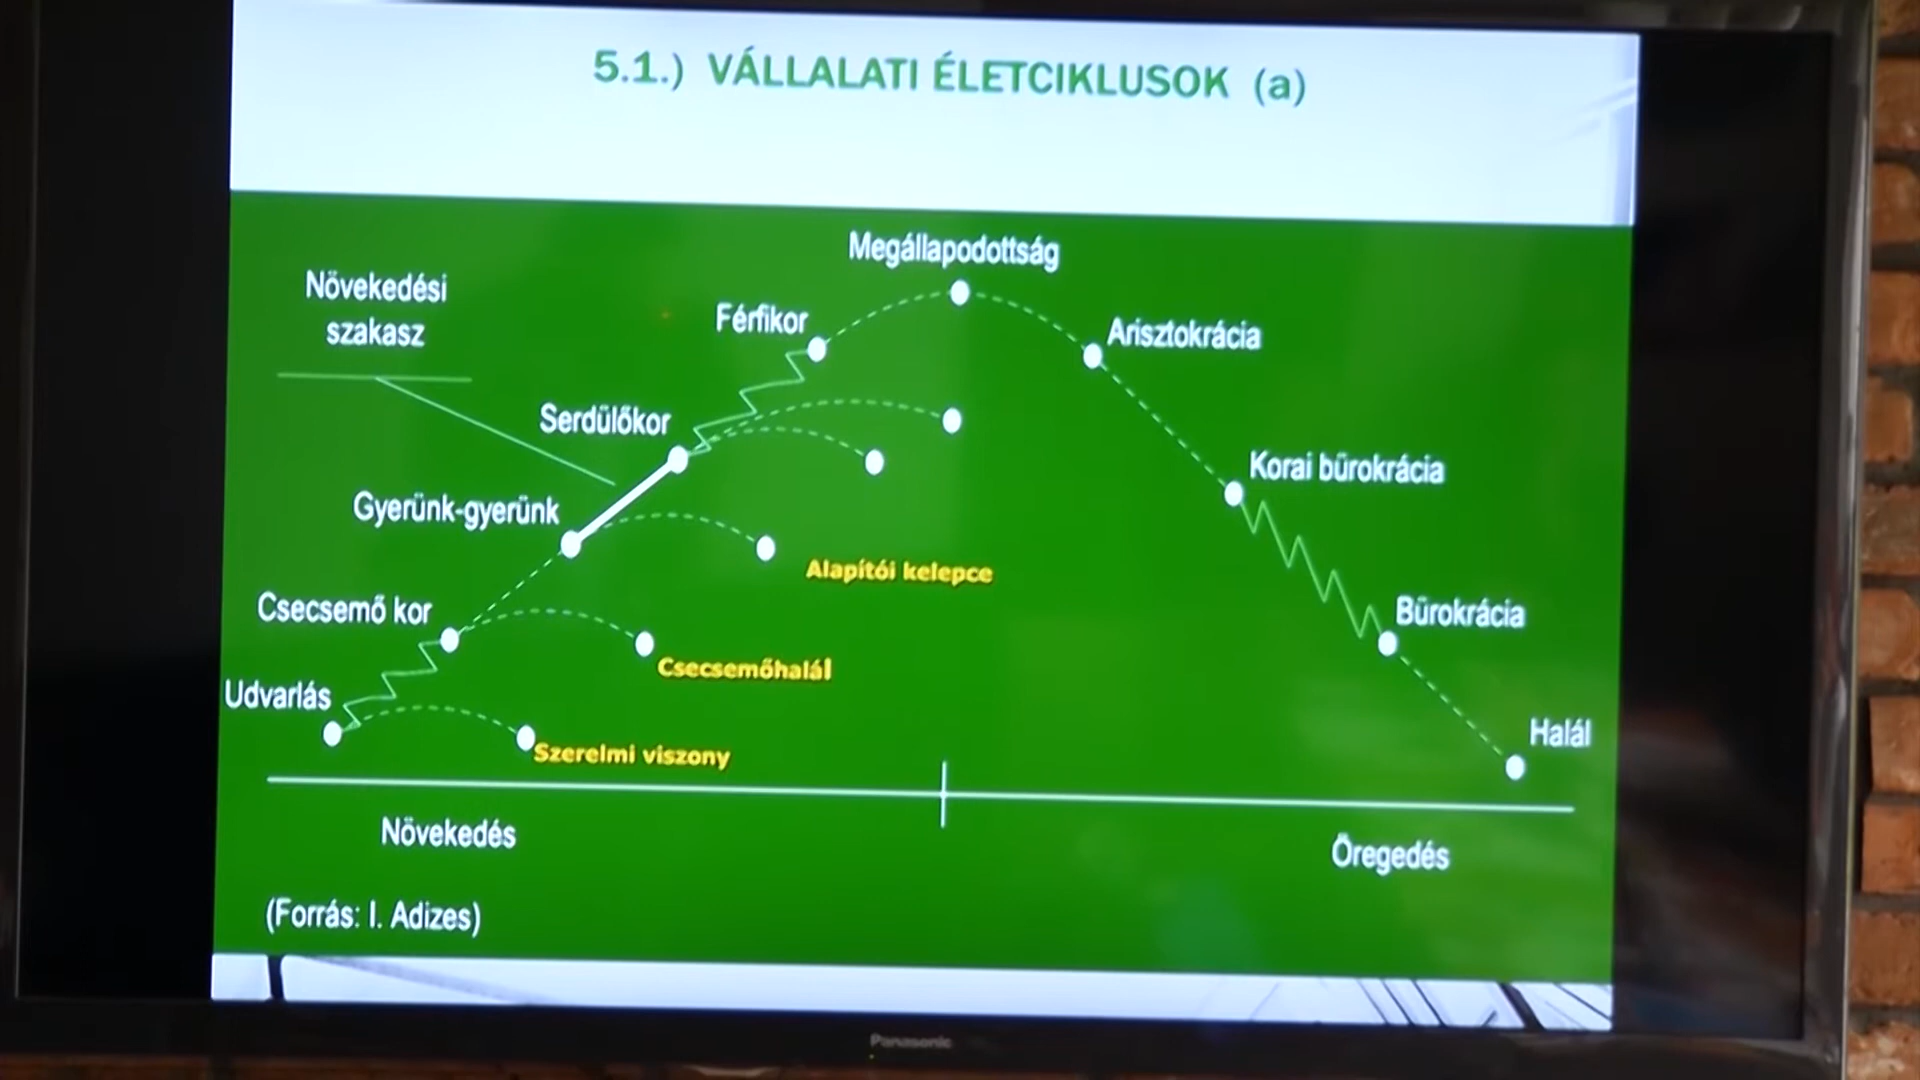 5.1.) VÁLLALATI ÉLETCIKLUSOK (a)
Megállapodottság
Növekedési
szakasz
Férfikor
Arisztokrácia
Serdülőkor
Korai bürokrácia
Gyerünk-gyerünk
Alapítói kelepce
Csecsemő kor
Bürokrácia
Csecsemőhalál
Udvarlás
Szerelmi viszony
Halál
Növekedés
Öregedés
(Forrás: I. Adizes)
Panasonic